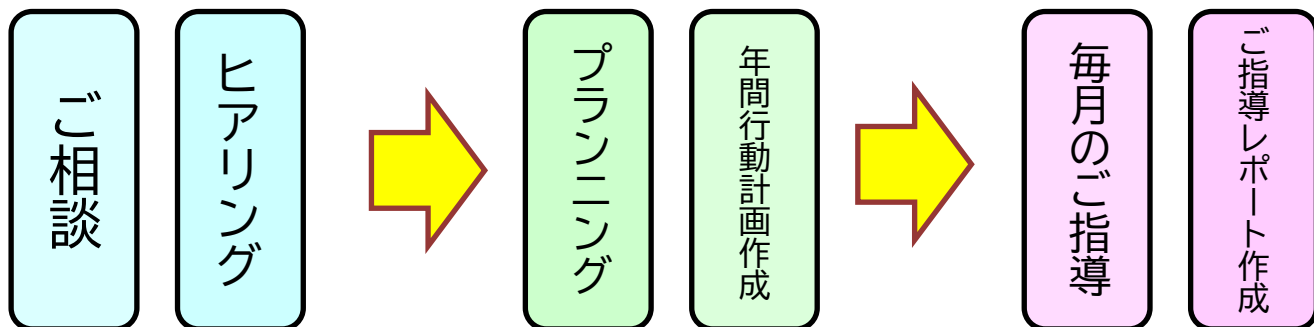 ご相談
ヒアリング
プランニング
年間行動計画作成
毎月のご指導
ご指導レポート作成